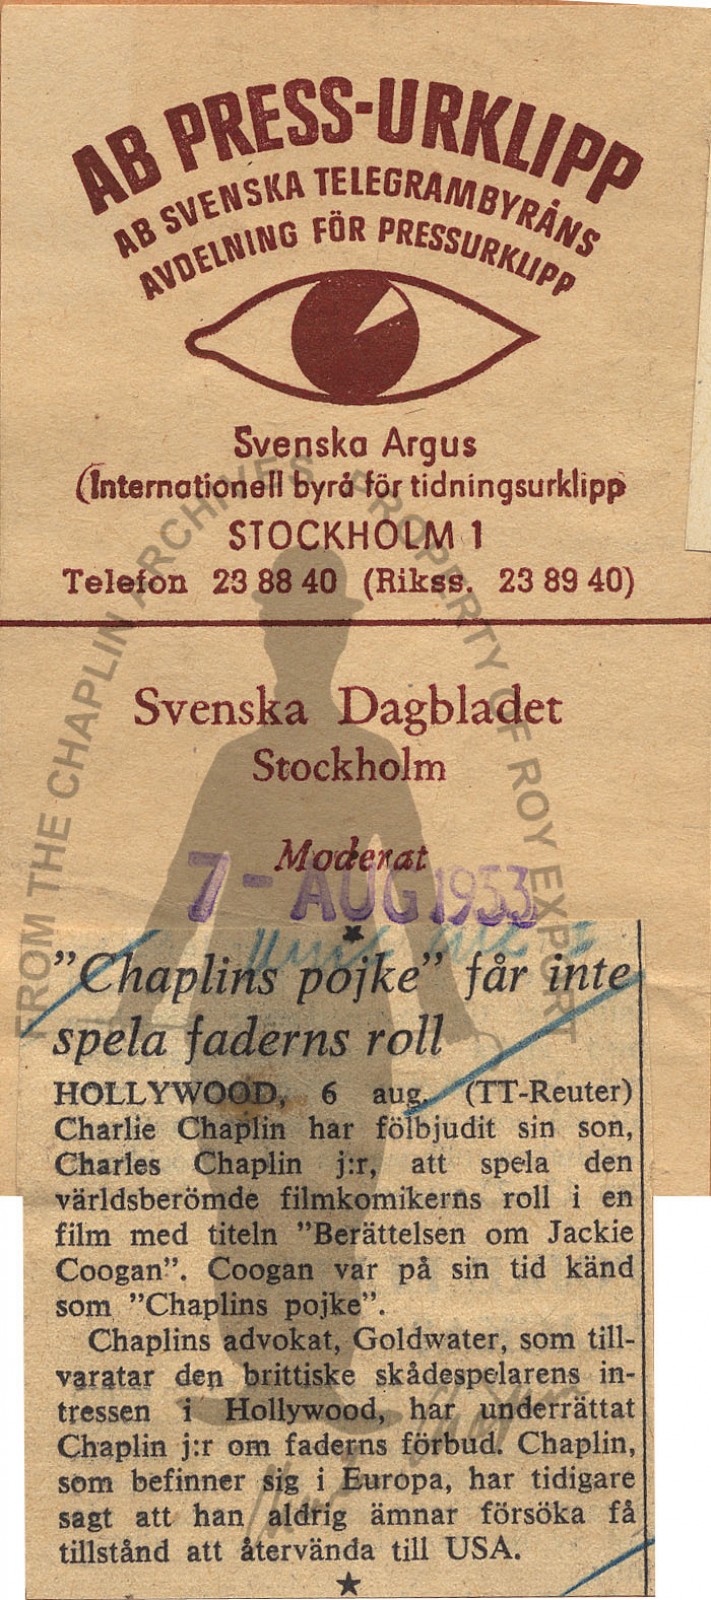 AB PRESS-URKLIPP
AB SVENSKA TELEGRAMBYRÅNS
AVDELNING FÖR PRESSURKLIPP
Svenska Argus
(Internationell byrå för tidningsurklipp
STOCKHOLM 1
Telefon 23 88 40 (Rikss. 23 89 40)
FROM THE CHAPLIN ARCHIVES PROPERTY OF ROY EXPORT
Svenska Dagbladet
Stockholm
Moderat
7 - AUG 1953
"Chaplins pojke" får inte
spela faderns roll
HOLLYWOOD, 6 aug. (TT-Reuter)
Charlie Chaplin har fölbjudit sin son,
Charles Chaplin j:r, att spela den
världsberömde filmkomikerns roll i en
film med titeln "Berättelsen om Jackie
Coogan". Coogan var på sin tid känd
som "Chaplins pojke".
Chaplins advokat, Goldwater, som till-
varatar den brittiske skådespelarens in-
tressen i Hollywood, har underrättat
Chaplin j:r om faderns förbud. Chaplin,
som befinner sig i Europa, har tidigare
sagt att han aldrig ämnar försöka få
tillstånd att återvända till USA.